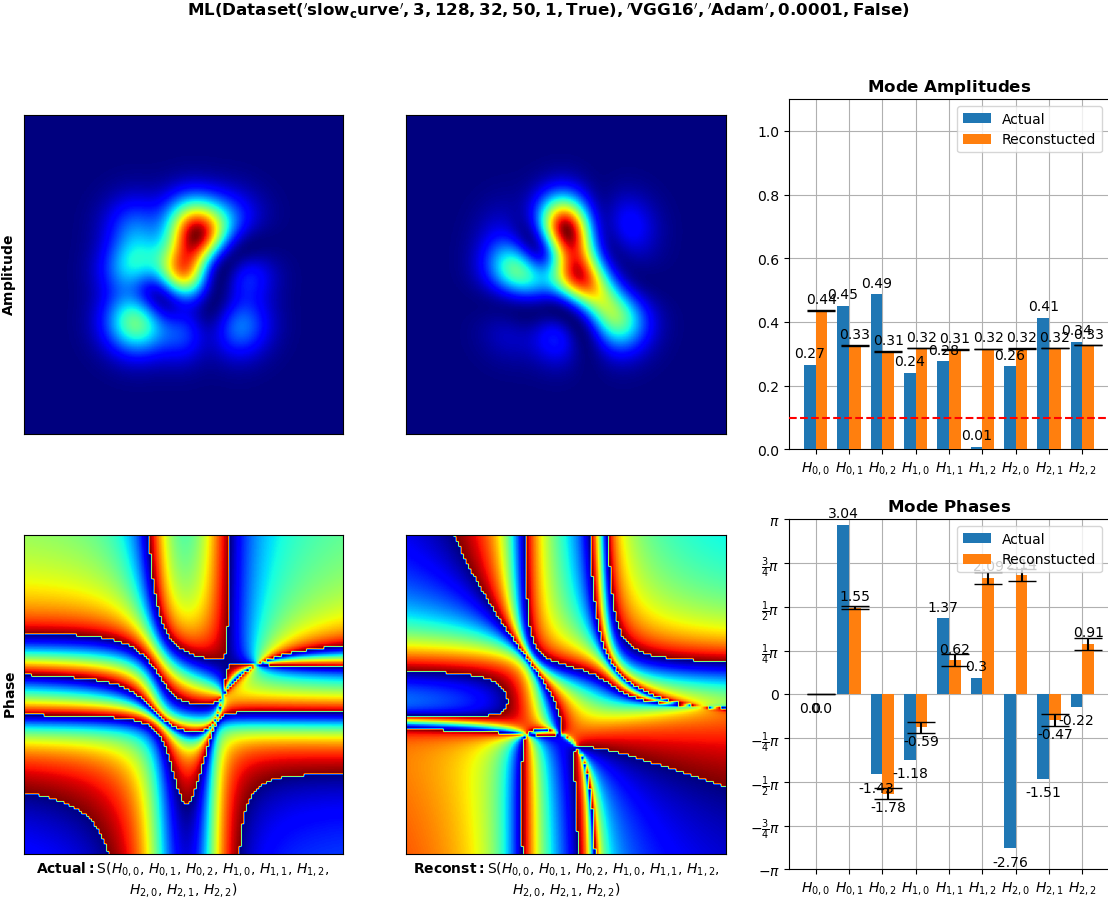 ML(Dataset('slow_curve', 3, 128, 32, 50, 1, True), 'VGG16', 'Adam', 0.0001, False)
Mode Amplitudes
Amplitude
1.0
0.8
0.6
0.4
0.2
0.0
Actual
Reconstucted
0.27 0.44 0.45 0.33 0.49 0.31 0.24 0.32 0.28 0.31 0.01 0.32 0.26 0.32 0.41 0.32 0.34 0.33
H0,0 H0,1 H0,2 H1,0 H1,1 H1,2 H2,0 H2,1 H2,2
Mode Phases
Phase
π
3/4π
1/2π
1/4π
0
−1/4π
−1/2π
−3/4π
−π
Actual
Reconstucted
0.0 0.0 3.04 1.55 -1.43 -1.78 -1.18 -0.59 1.37 0.62 0.3 2.09 -2.76 -1.51 -0.47 -0.22 0.91
H0,0 H0,1 H0,2 H1,0 H1,1 H1,2 H2,0 H2,1 H2,2
Actual: S(H0,0, H0,1, H0,2, H1,0, H1,1, H1,2,
H2,0, H2,1, H2,2)
Reconst: S(H0,0, H0,1, H0,2, H1,0, H1,1, H1,2,
H2,0, H2,1, H2,2)